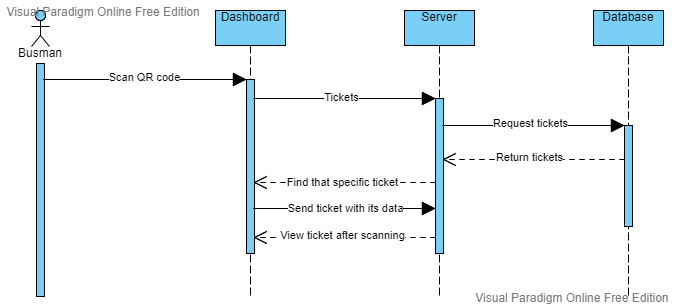 Visual Paradigm Online Free Edition
Dashboard
Server
Database
Busman
Scan QR code
Tickets
Request tickets
Return tickets
Find that specific ticket
Send ticket with its data
View ticket after scanning
Visual Paradigm Online Free Edition